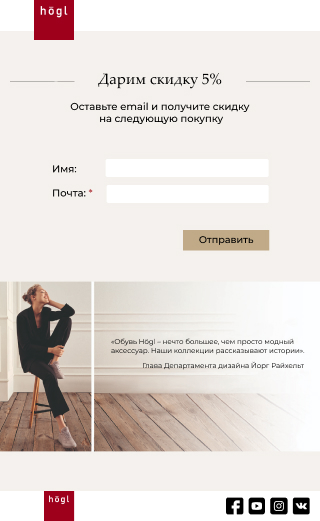 högl
Дарим скидку 5%
Оставьте email и получите скидку
на следующую покупку
Имя:
Почта: *
Отправить
«Обувь Högl – нечто большее, чем просто модный
аксессуар. Наши коллекции рассказывают истории».
Глава Департамента дизайна Йорг Райхельт
högl